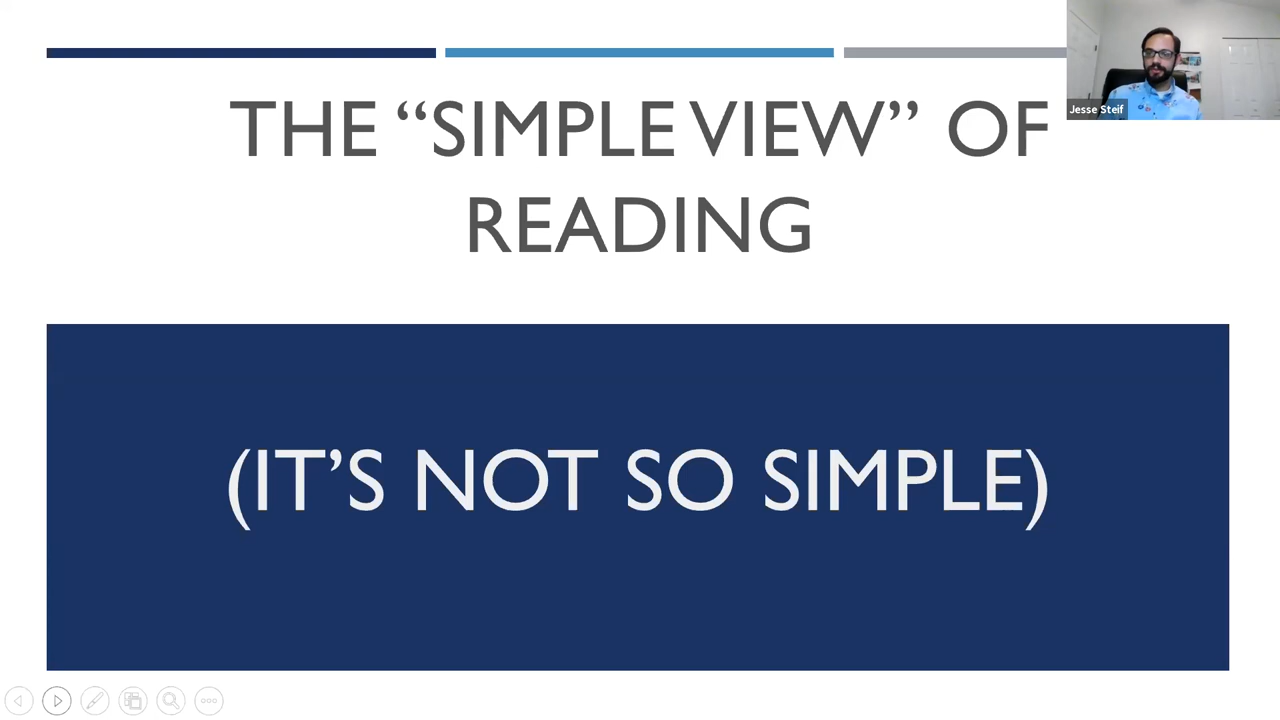 THE “SIMPLE VIEW” OF
READING
Jesse Steif
(IT’S NOT SO SIMPLE)